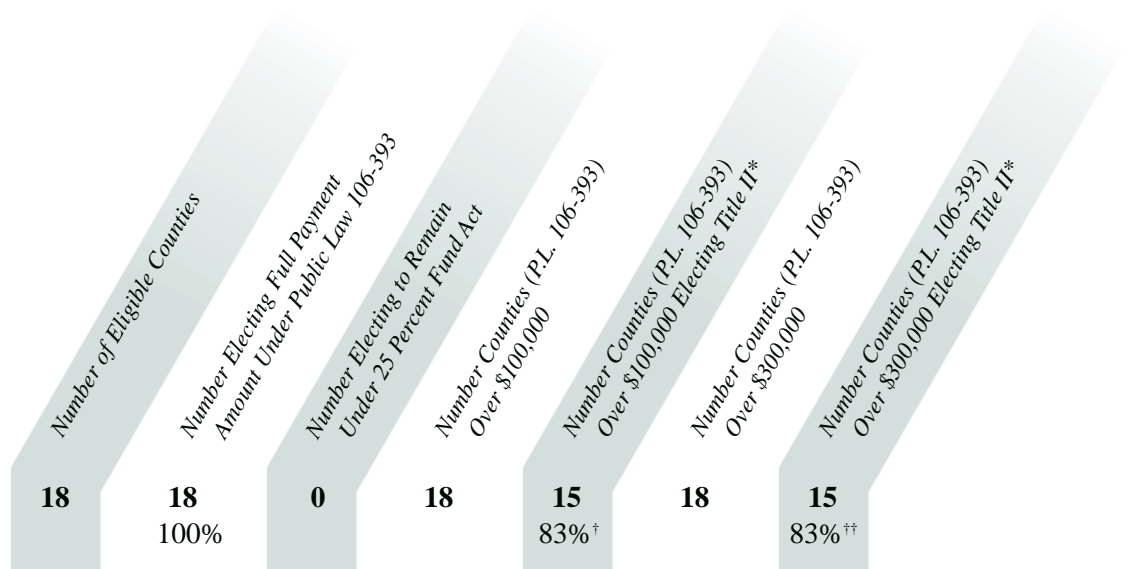 Number of Eligible Counties
Number Electing Full Payment
Amount Under Public Law 106-393
Number Electing to Remain
Under 25 Percent Fund Act
Number Counties (P.L. 106-393)
Over $100,000
Number Counties (P.L. 106-393)
Over $100,000 Electing Title II*
Number Counties (P.L. 106-393)
Over $300,000
Number Counties (P.L. 106-393)
Over $300,000 Electing Title II*
18 18 0 18 15 18 15
100% 83%† 83%††